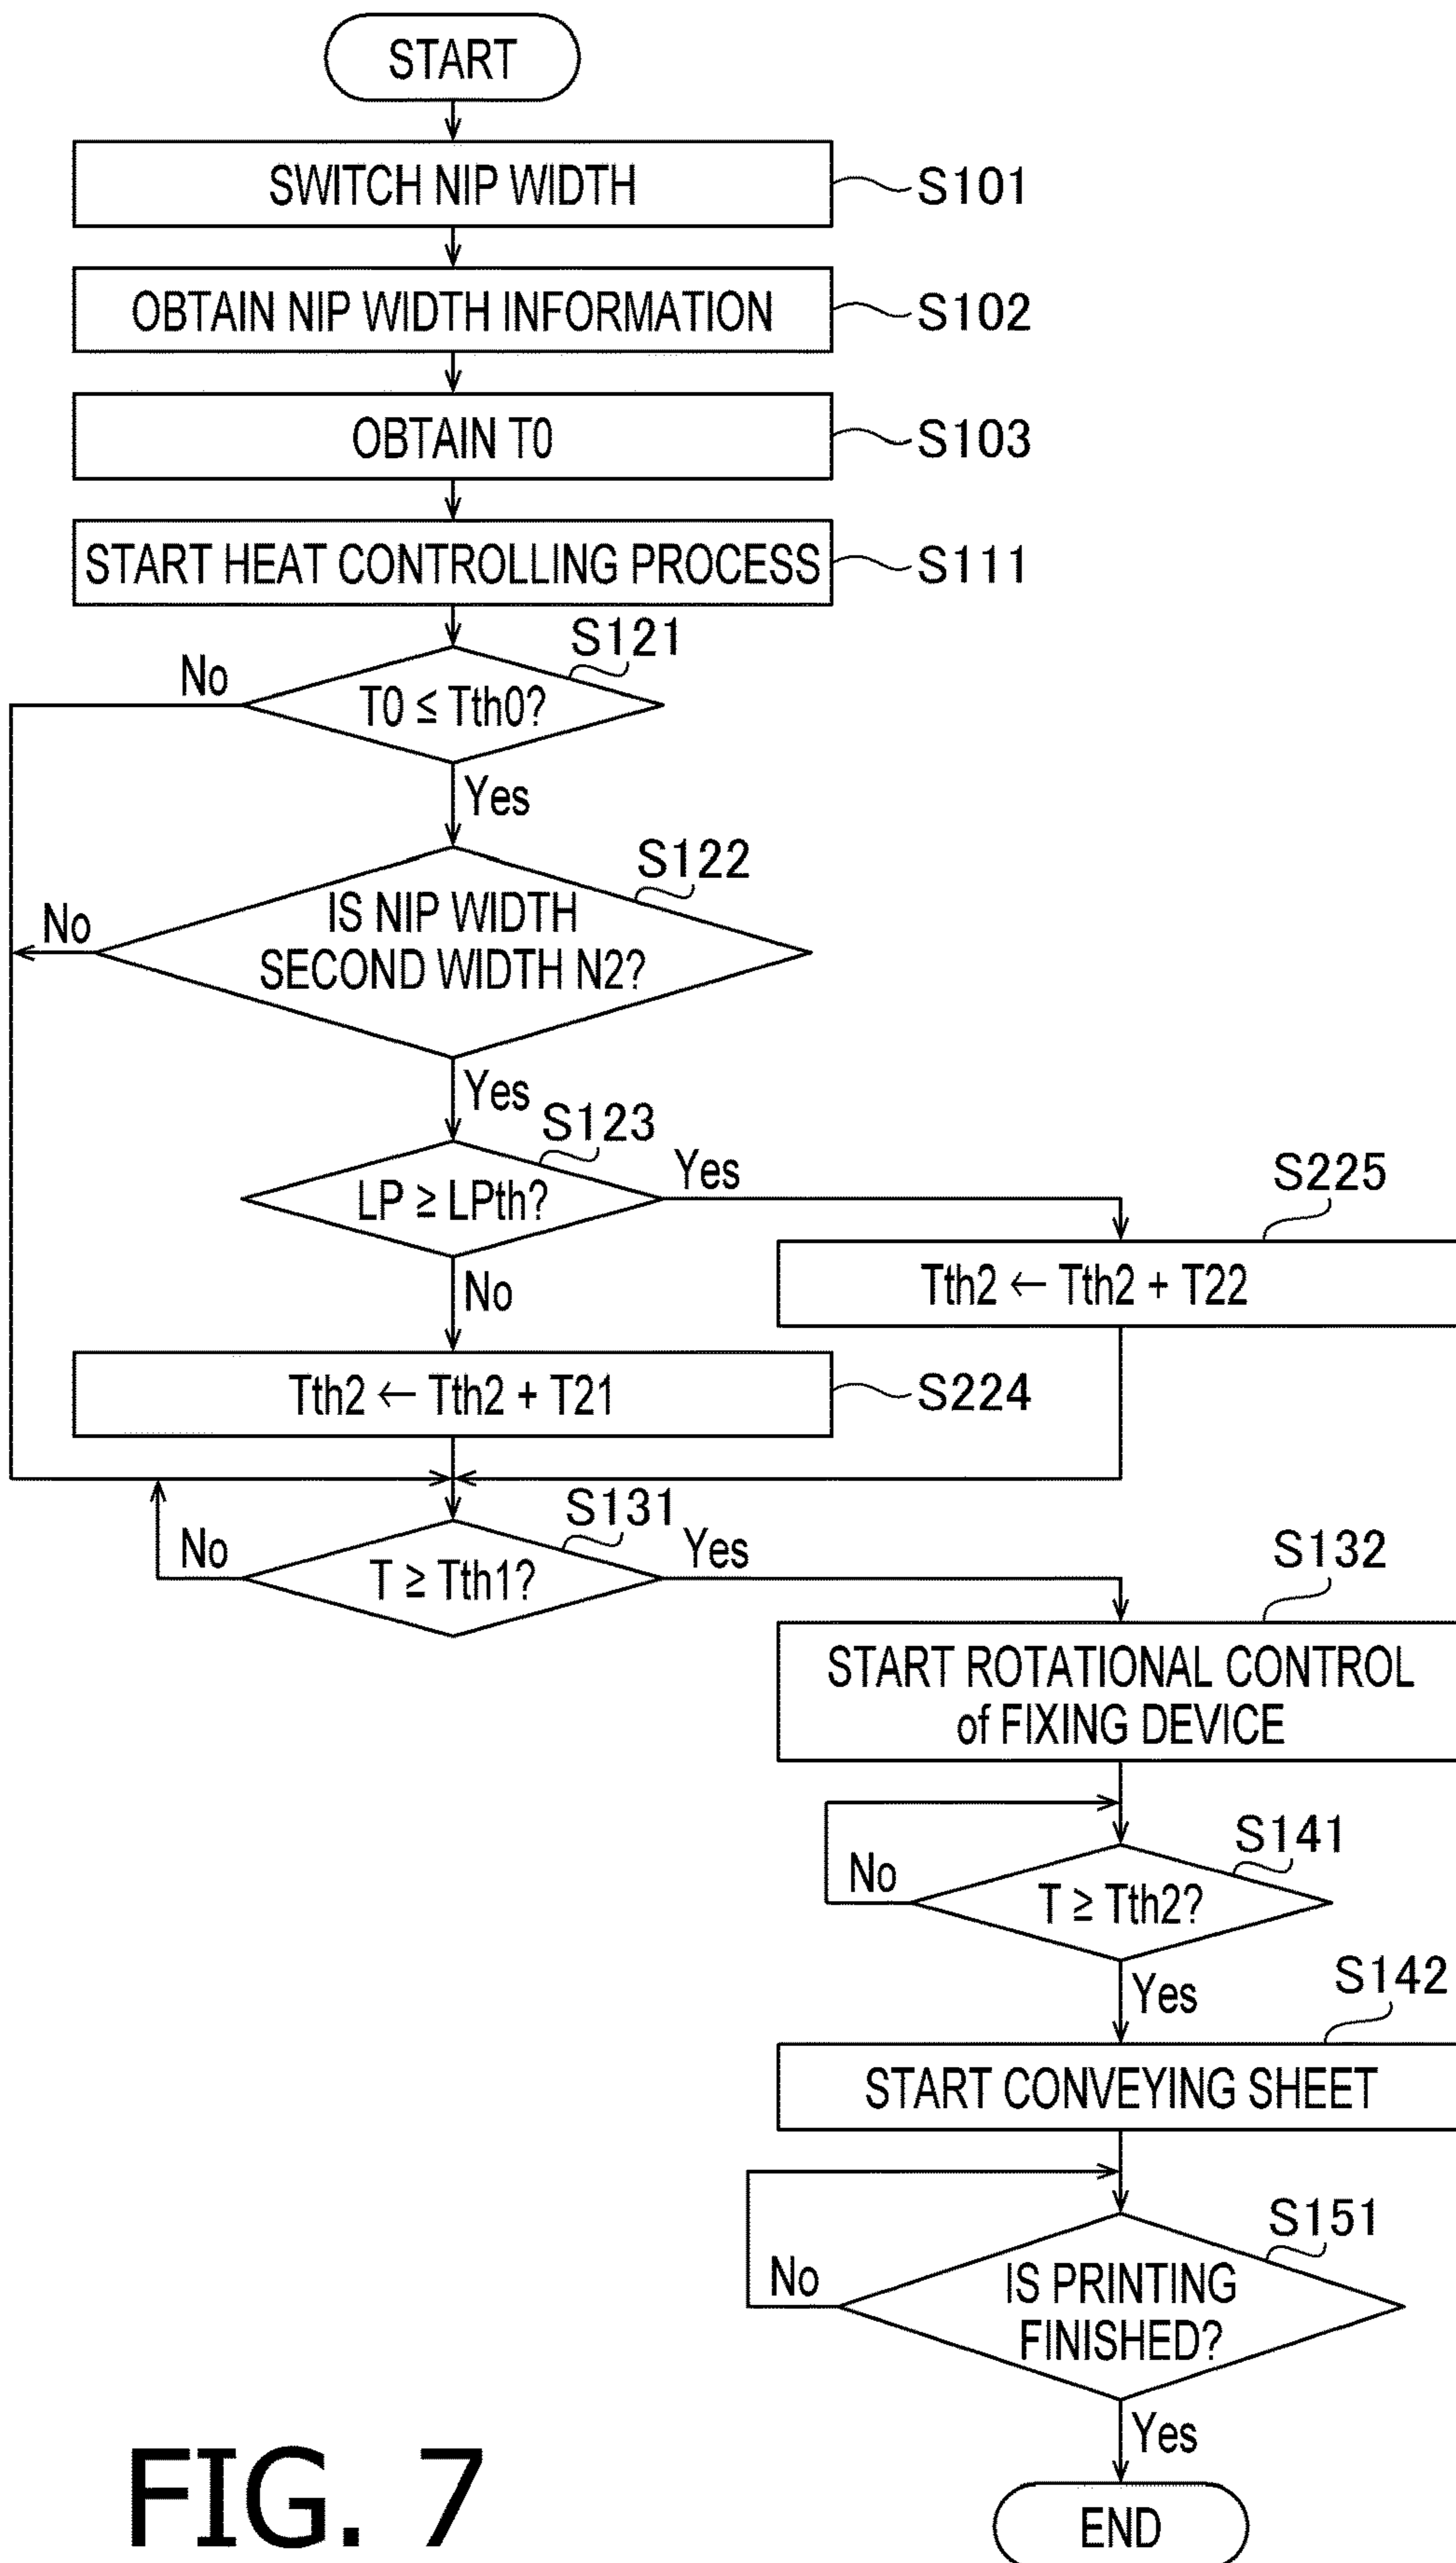 START
SWITCH NIP WIDTH
S101
OBTAIN NIP WIDTH INFORMATION
S102
OBTAIN T0
S103
START HEAT CONTROLLING PROCESS
S111
S121
No
T0 ≤ Tth0?
Yes
S122
No
IS NIP WIDTH
SECOND WIDTH N2?
Yes
S123
LP ≥ LPth?
Yes
S225
Tth2 ← Tth2 + T22
No
Tth2 ← Tth2 + T21
S224
S131
No
T ≥ Tth1?
Yes
S132
START ROTATIONAL CONTROL
of FIXING DEVICE
S141
No
T ≥ Tth2?
Yes
S142
START CONVEYING SHEET
S151
No
IS PRINTING
FINISHED?
Yes
END
FIG. 7